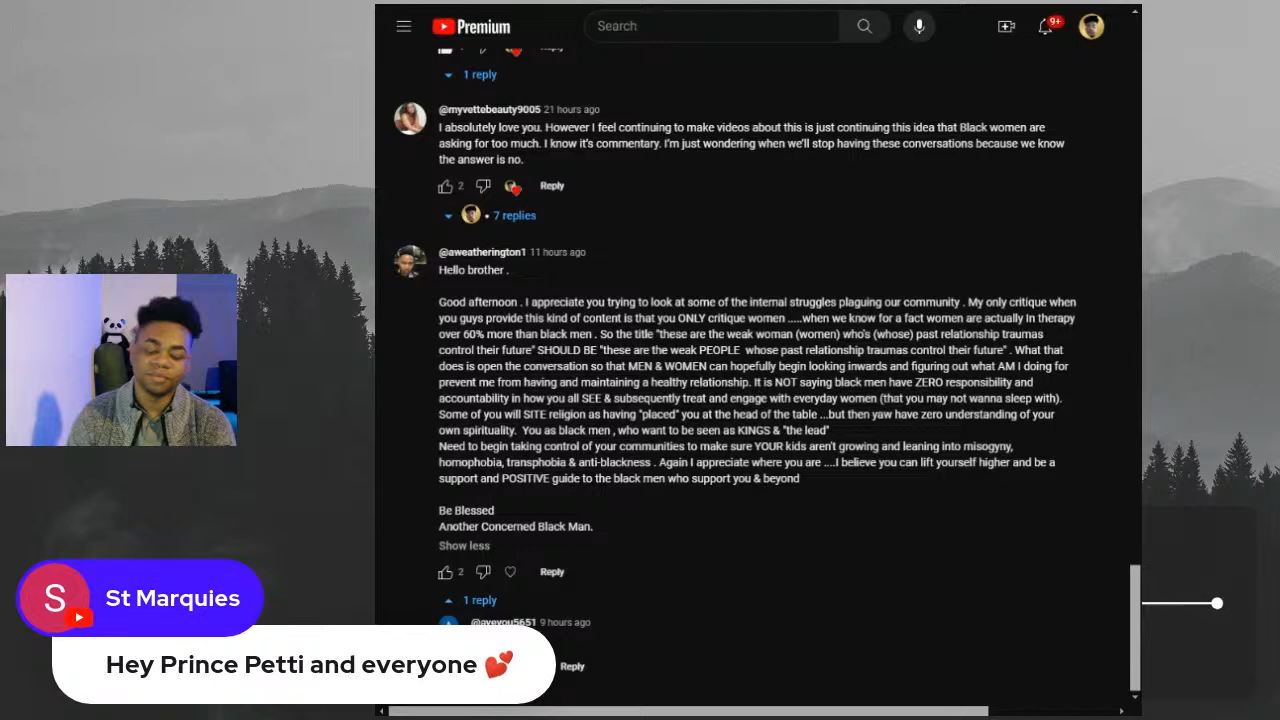 Premium
Search
9+
1 reply
@myvettebeauty9005 21 hours ago
I absolutely love you. However I feel continuing to make videos about this is just continuing this idea that Black women are
asking for too much. I know it's commentary. I'm just wondering when we'll stop having these conversations because we know
the answer is no.
2
Reply
• 7 replies
@aweatherington1 11 hours ago
Hello brother .
Good afternoon . I appreciate you trying to look at some of the internal struggles plaguing our community . My only critique when
you guys provide this kind of content is that you ONLY critique women .....when we know for a fact women are actually In therapy
over 60% more than black men . So the title "these are the weak woman (women) who's (whose) past relationship traumas
control their future" SHOULD BE "these are the weak PEOPLE whose past relationship traumas control their future" . What that
does is open the conversation so that MEN & WOMEN can hopefully begin looking inwards and figuring out what AM I doing for
prevent me from having and maintaining a healthy relationship. It is NOT saying black men have ZERO responsibility and
accountability in how you all SEE & subsequently treat and engage with everyday women (that you may not wanna sleep with).
Some of you will SITE religion as having "placed" you at the head of the table ...but then yaw have zero understanding of your
own spirituality. You as black men , who want to be seen as KINGS & "the lead"
Need to begin taking control of your communities to make sure YOUR kids aren't growing and leaning into misogyny,
homophobia, transphobia & anti-blackness . Again I appreciate where you are ....I believe you can lift yourself higher and be a
support and POSITIVE guide to the black men who support you & beyond
Be Blessed
Another Concerned Black Man.
Show less
2
Reply
1 reply
@ayeyou5651 9 hours ago
Reply
S
St Marquies
Hey Prince Petti and everyone 💕